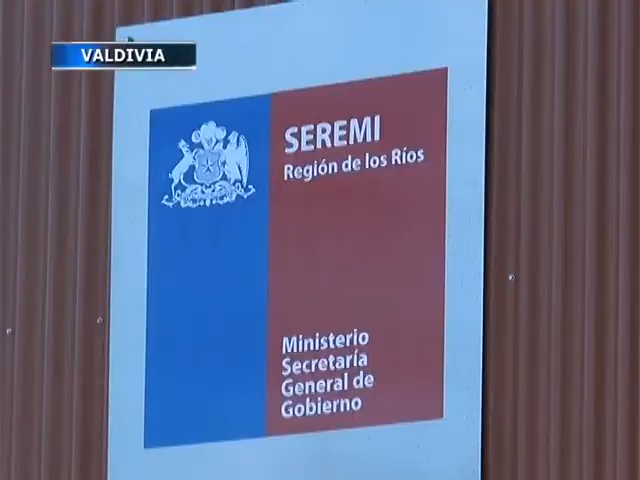 VALDIVIA
SEREMI
Región de los Ríos
Ministerio
Secretaría
General de
Gobierno